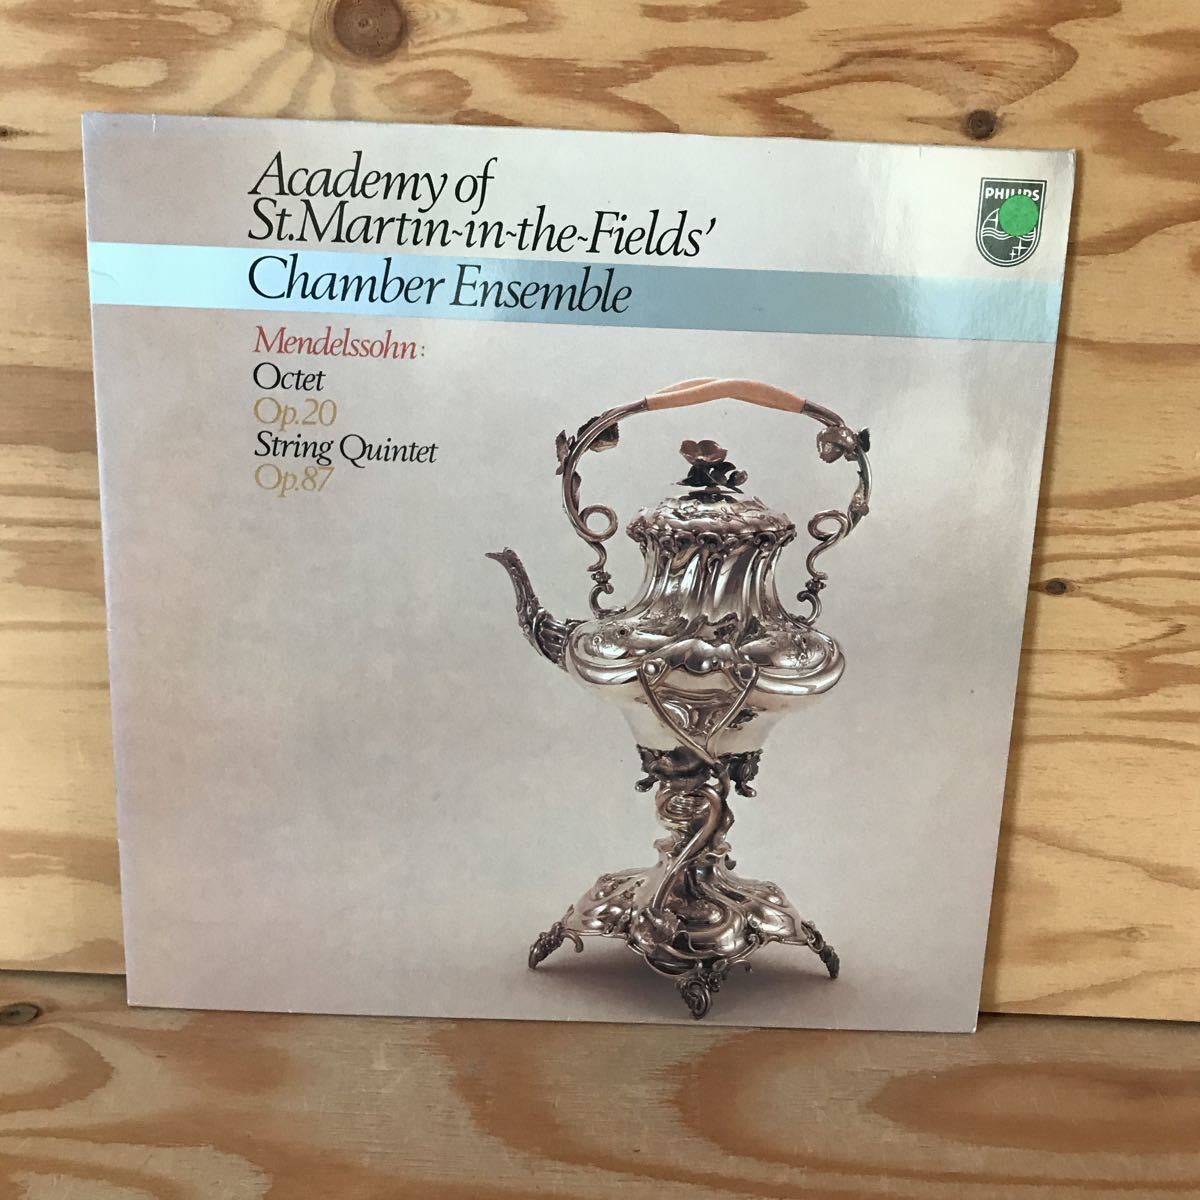 Academy of
St.Martin~in~the~Fields'
Chamber Ensemble
Mendelssohn:
Octet
Op.20
String Quintet
Op.87
PHILIPS